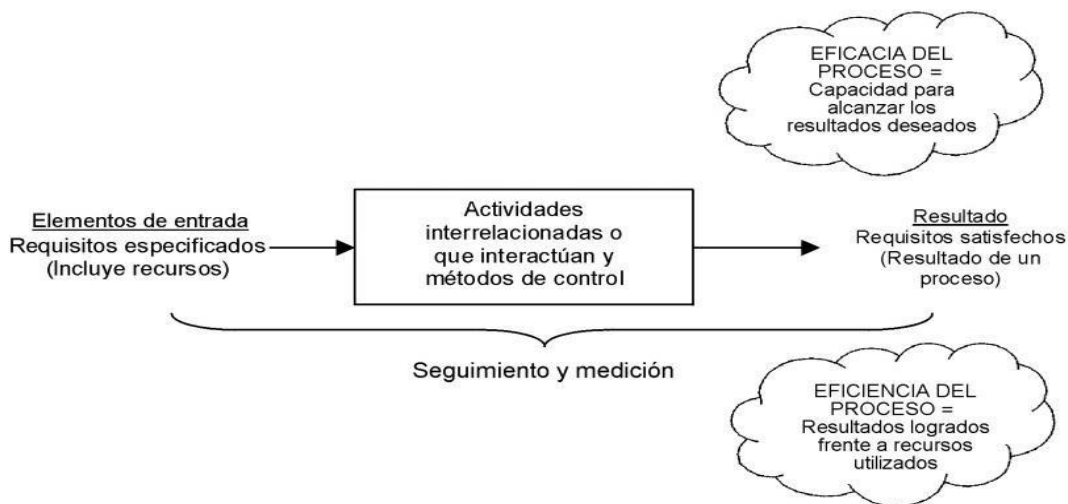 EFICACIA DEL
PROCESO =
Capacidad para
alcanzar los
resultados deseados
Elementos de entrada
Requisitos especificados
(Incluye recursos)
Actividades
interrelacionadas o
que interactúan y
métodos de control
Resultado
Requisitos satisfechos
(Resultado de un
proceso)
Seguimiento y medición
EFICIENCIA DEL
PROCESO =
Resultados logrados
frente a recursos
utilizados